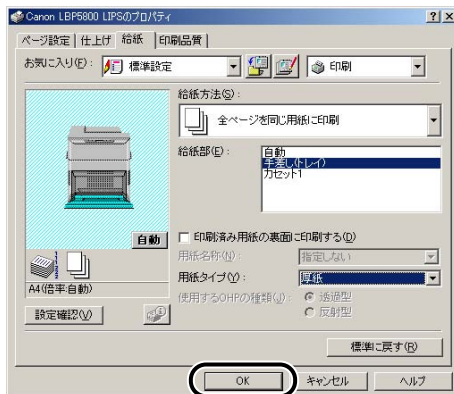 Canon LBP5800 LIPSのプロパティ
ページ設定 仕上げ 給紙 印刷品質
お気に入り(F): 標準設定 印刷
給紙方法(S):
全ページを同じ用紙に印刷
給紙部(E):
自動
手差し(トレイ)
カセット1
自動
A4(倍率:自動)
設定確認(V)
印刷済み用紙の裏面に印刷する(D)
用紙名称(N): 指定しない
用紙タイプ(Y): 厚紙
使用するOHPの種類(J): 透過型
反射型
標準に戻す(R)
OK キャンセル ヘルプ